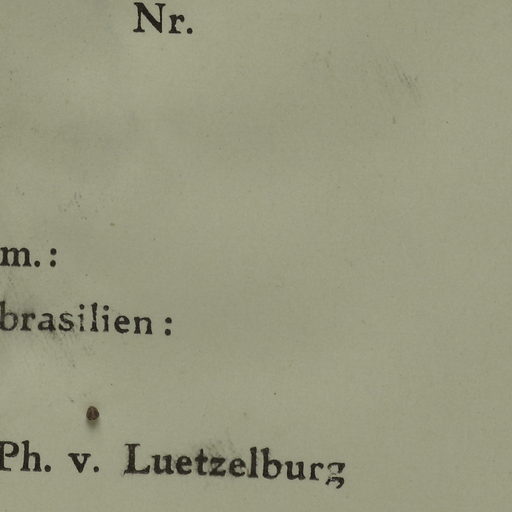 Nr.
m. :
brasilien :
Ph. v. Luetzelburg